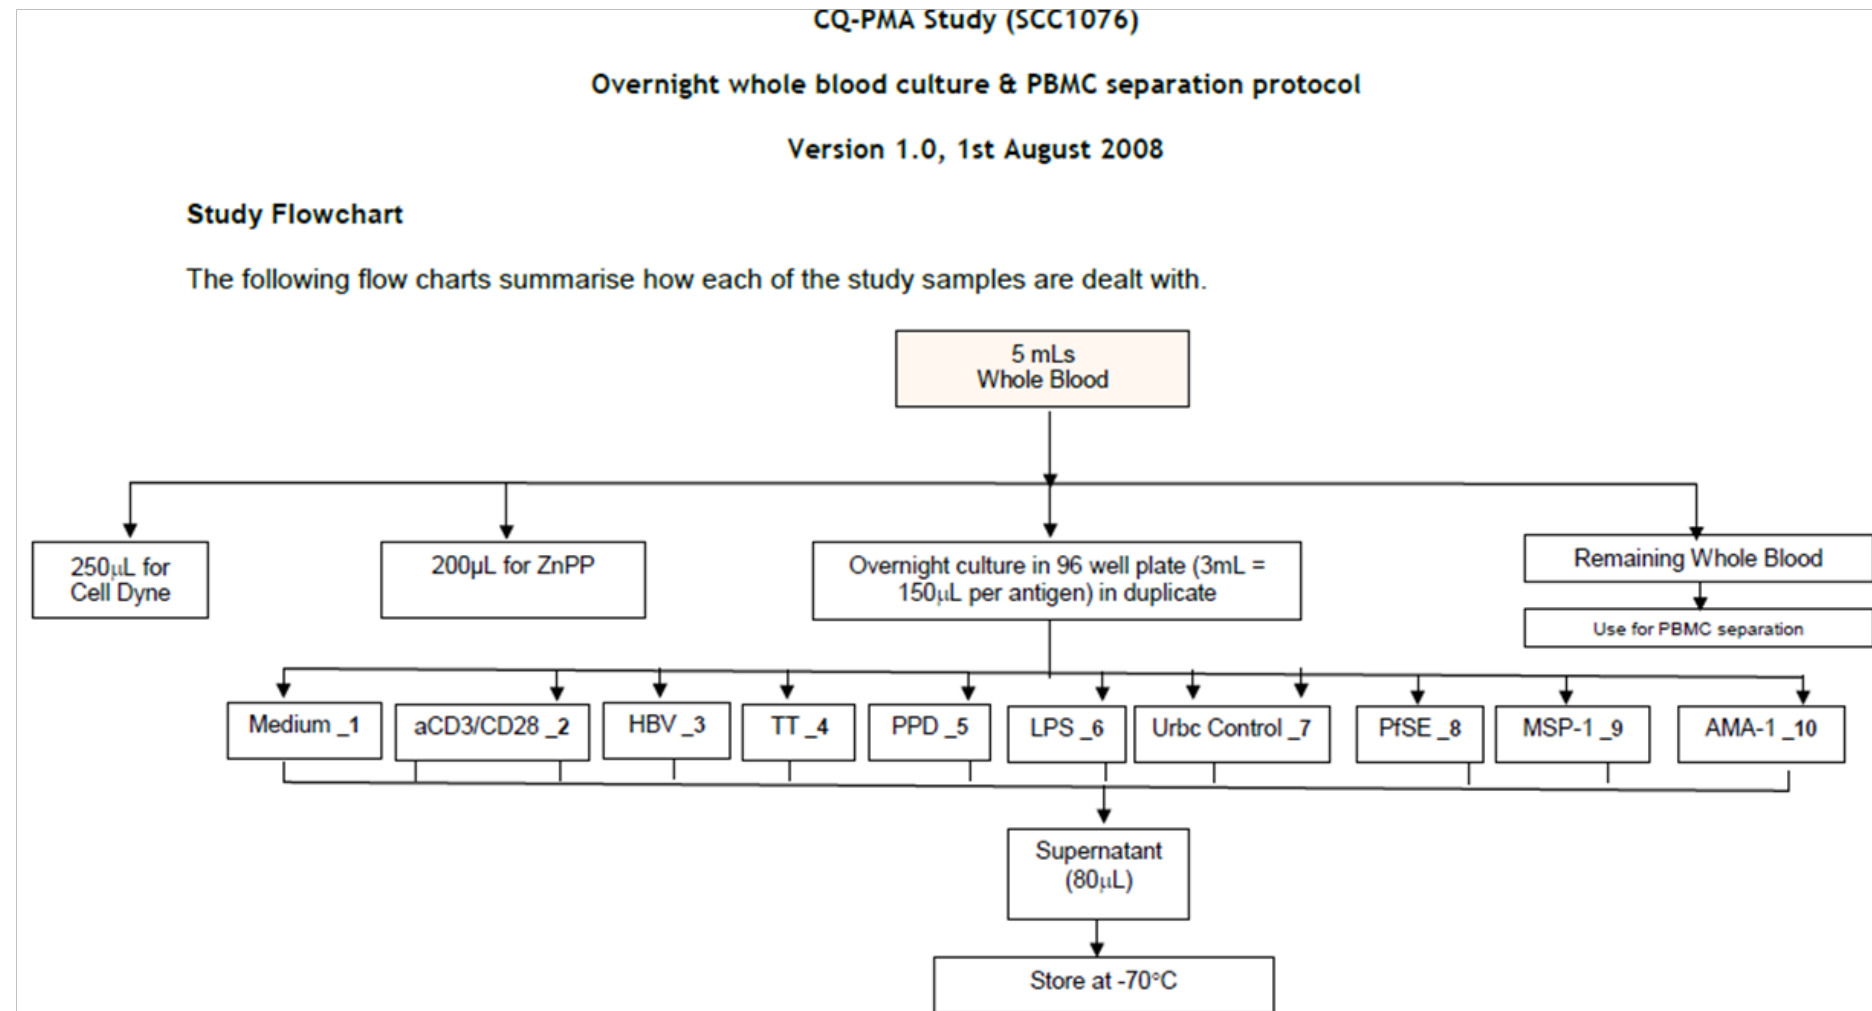 CQ-PMA Study (SCC1076)
Overnight whole blood culture & PBMC separation protocol
Version 1.0, 1st August 2008
Study Flowchart
The following flow charts summarise how each of the study samples are dealt with.
5 mLs
Whole Blood
250µL for
Cell Dyne
200µL for ZnPP
Overnight culture in 96 well plate (3mL =
150µL per antigen) in duplicate
Remaining Whole Blood
Use for PBMC separation
Medium _1
aCD3/CD28 _2
HBV _3
TT _4
PPD _5
LPS _6
Urbc Control _7
PfSE _8
MSP-1 _9
AMA-1 _10
Supernatant
(80µL)
Store at -70°C